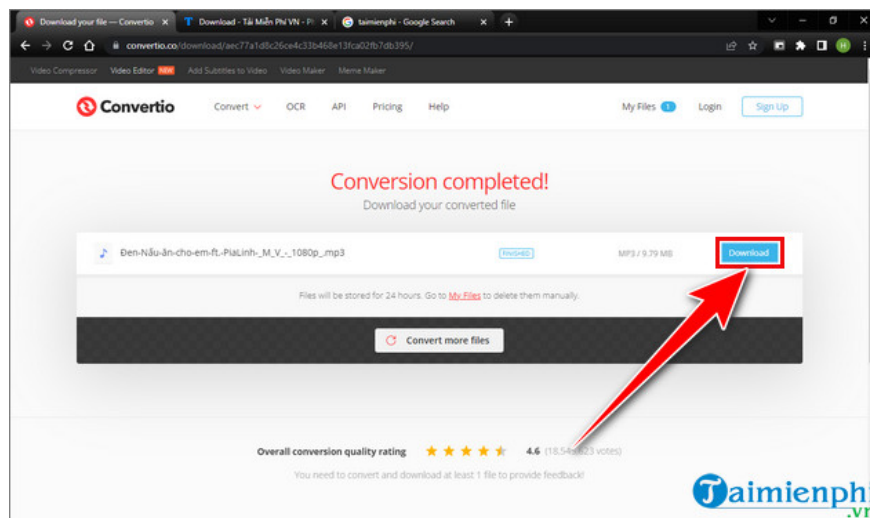 Download your file — Convertio
Download - Tải Miễn Phí VN - P
taimienphi - Google Search
convertio.co/download/aec77a1d8c26ce4c33b468e13fca02fb7db395/
Video Compressor Video Editor NEW Add Subtitles to Video Video Maker Meme Maker
Convertio Convert OCR API Pricing Help My Files 1 Login Sign Up
Conversion completed!
Download your converted file
Đen-Nấu-ăn-cho-em-ft.-PiaLinh-_M_V_-_1080p_.mp3 FINISHED MP3 / 9.79 MB Download
Files will be stored for 24 hours. Go to My Files to delete them manually.
Convert more files
Overall conversion quality rating 4.6 votes)
You need to convert and download at least 1 file to provide feedback!
Taimienphi
.vn